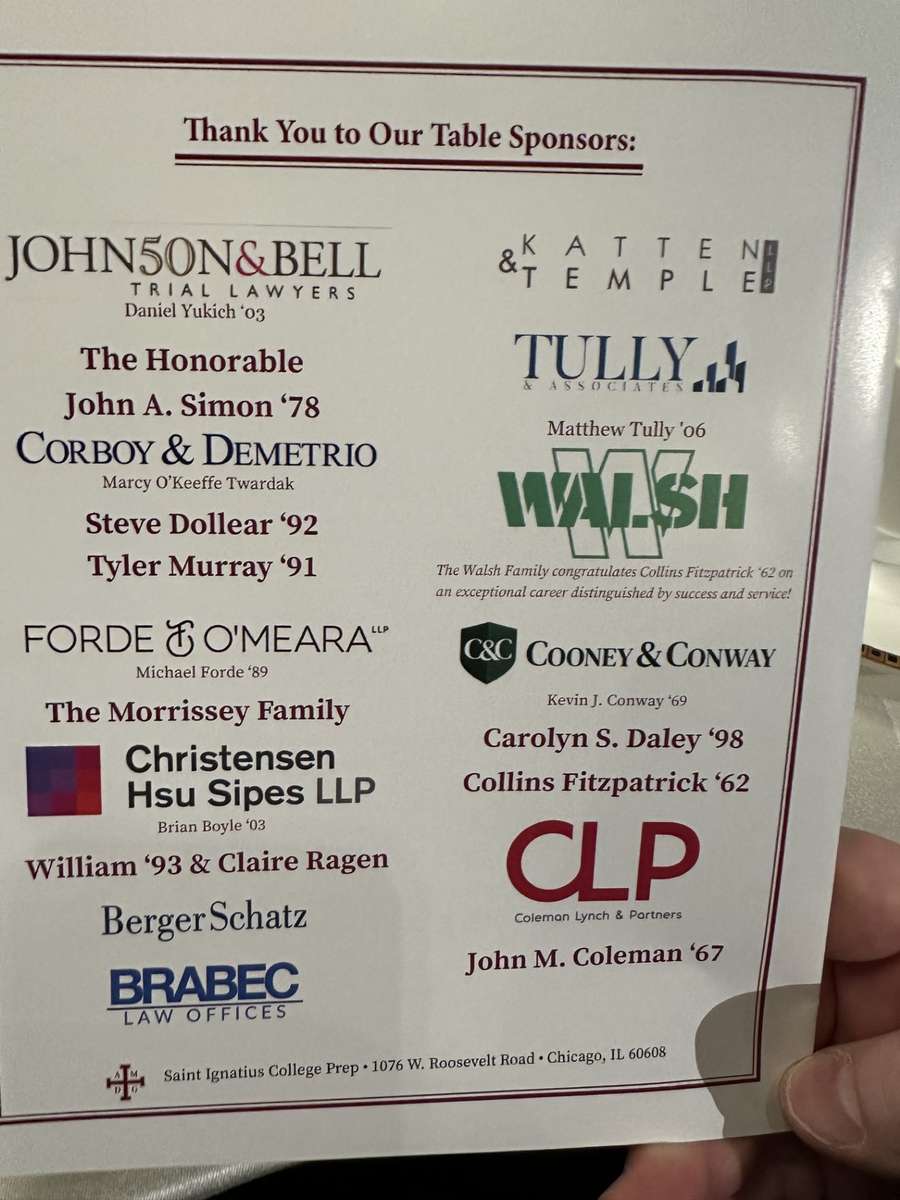 Thank You to Our Table Sponsors:
JOHN50N&BELL
TRIAL LAWYERS
Daniel Yukich ‘03
The Honorable
John A. Simon ‘78
CORBOY & DEMETRIO
Marcy O’Keeffe Twardak
Steve Dollear ‘92
Tyler Murray ‘91
FORDE & O'MEARA LLP
Michael Forde ‘89
The Morrissey Family
Christensen
Hsu Sipes LLP
Brian Boyle ‘03
William ‘93 & Claire Ragen
BergerSchatz
BRABEC
LAW OFFICES
KATTEN
&TEMPLE LLP
TULLY
& ASSOCIATES
Matthew Tully '06
WALSH
The Walsh Family congratulates Collins Fitzpatrick ‘62 on
an exceptional career distinguished by success and service!
C&C COONEY & CONWAY
Kevin J. Conway ‘69
Carolyn S. Daley ‘98
Collins Fitzpatrick ‘62
CLP
Coleman Lynch & Partners
John M. Coleman ‘67
A M
D G
Saint Ignatius College Prep • 1076 W. Roosevelt Road • Chicago, IL 60608